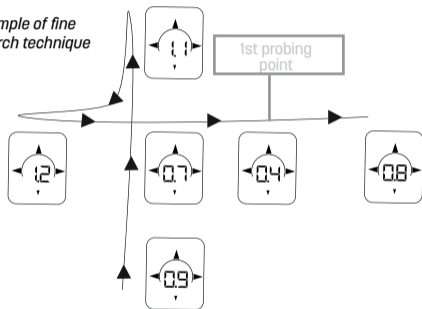 mple of fine
rch technique
1.1
1st probing
point
1.2
0.7
0.4
0.8
0.9